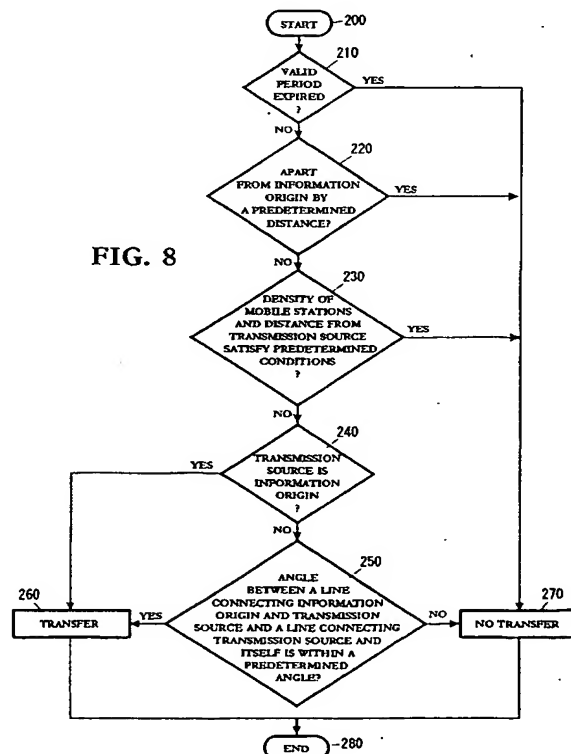 START
200
210
VALID
PERIOD
EXPIRED
?
YES
NO
220
APART
FROM INFORMATION
ORIGIN BY
A PREDETERMINED
DISTANCE?
YES
NO
FIG. 8
230
DENSITY OF
MOBILE STATIONS
AND DISTANCE FROM
TRANSMISSION SOURCE
SATISFY PREDETERMINED
CONDITIONS
?
YES
NO
240
TRANSMISSION
SOURCE IS
INFORMATION
ORIGIN
?
YES
NO
250
ANGLE
BETWEEN A LINE
CONNECTING INFORMATION
ORIGIN AND TRANSMISSION
SOURCE AND A LINE CONNECTING
TRANSMISSION SOURCE AND
ITSELF IS WITHIN A
PREDETERMINED
ANGLE?
260
TRANSFER
YES
NO
270
NO TRANSFER
END
280